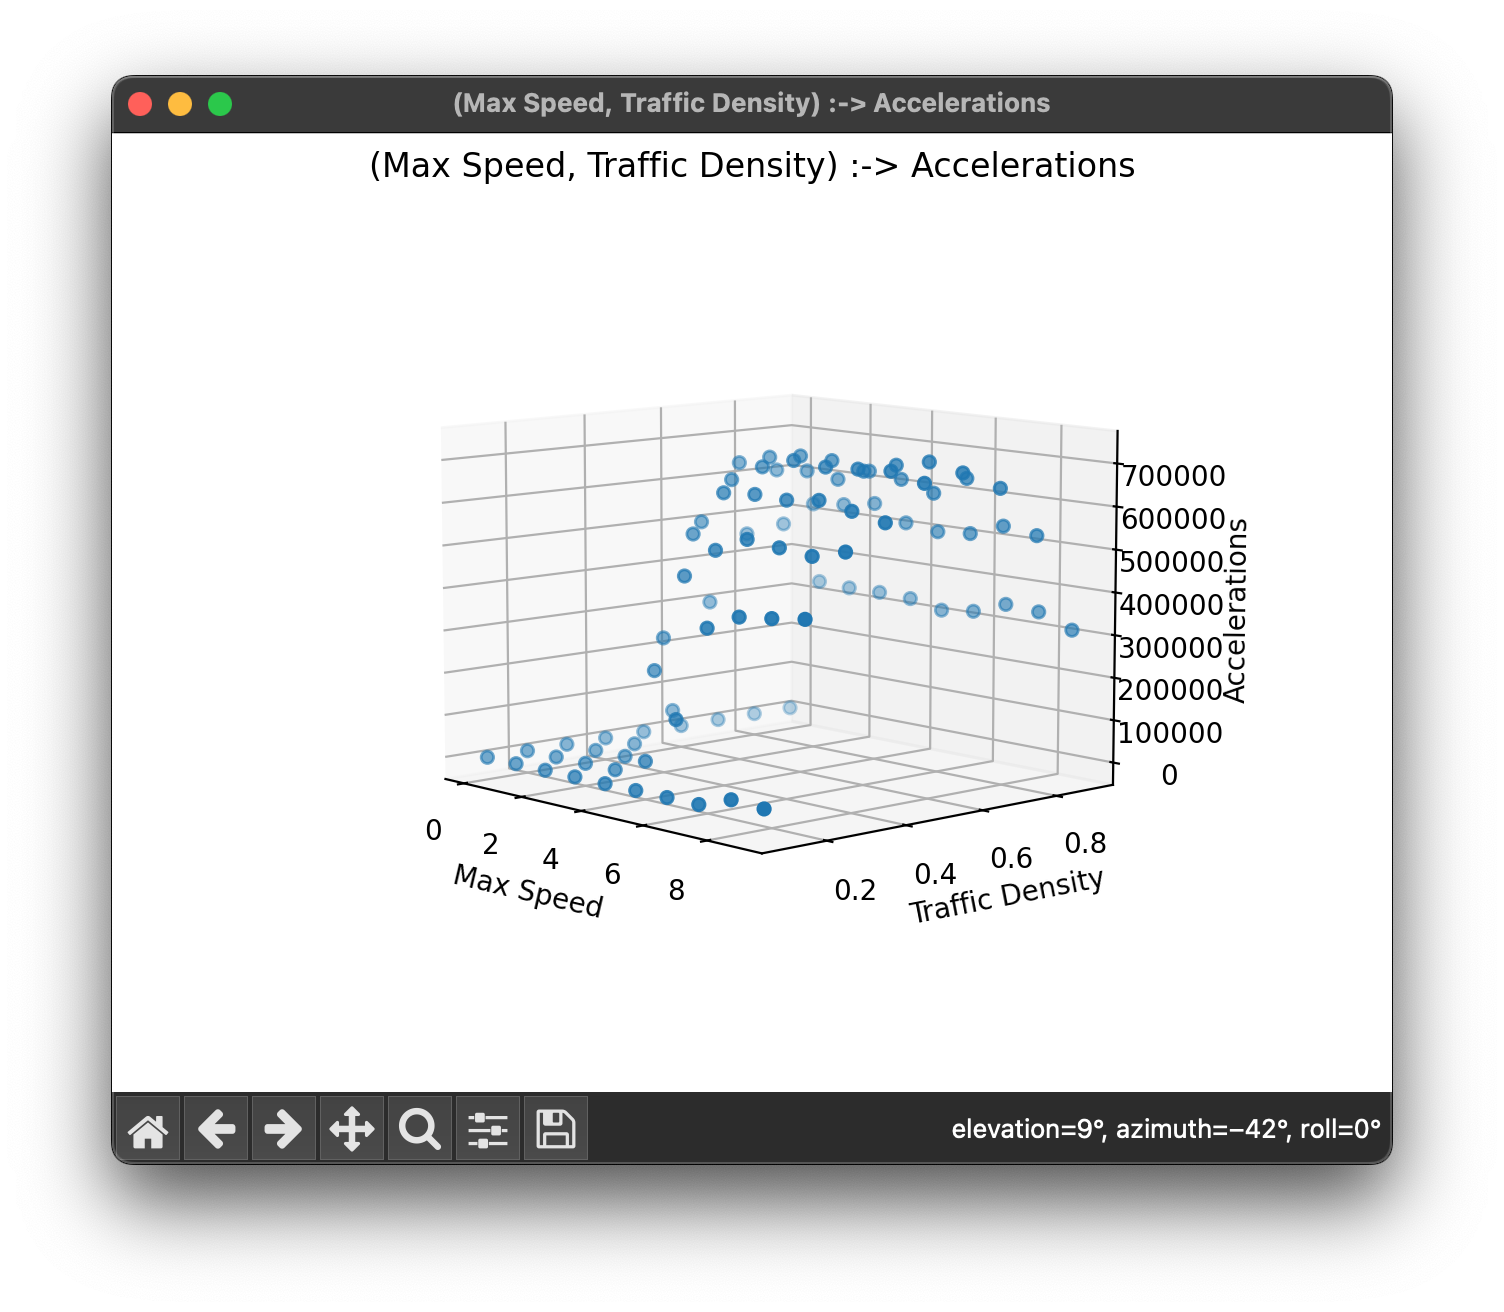 (Max Speed, Traffic Density) :-> Accelerations
(Max Speed, Traffic Density) :-> Accelerations
700000
600000
500000
400000
300000
200000
100000
0
Accelerations
0
2
4
6
8
Max Speed
0.2
0.4
0.6
0.8
Traffic Density
elevation=9°, azimuth=−42°, roll=0°